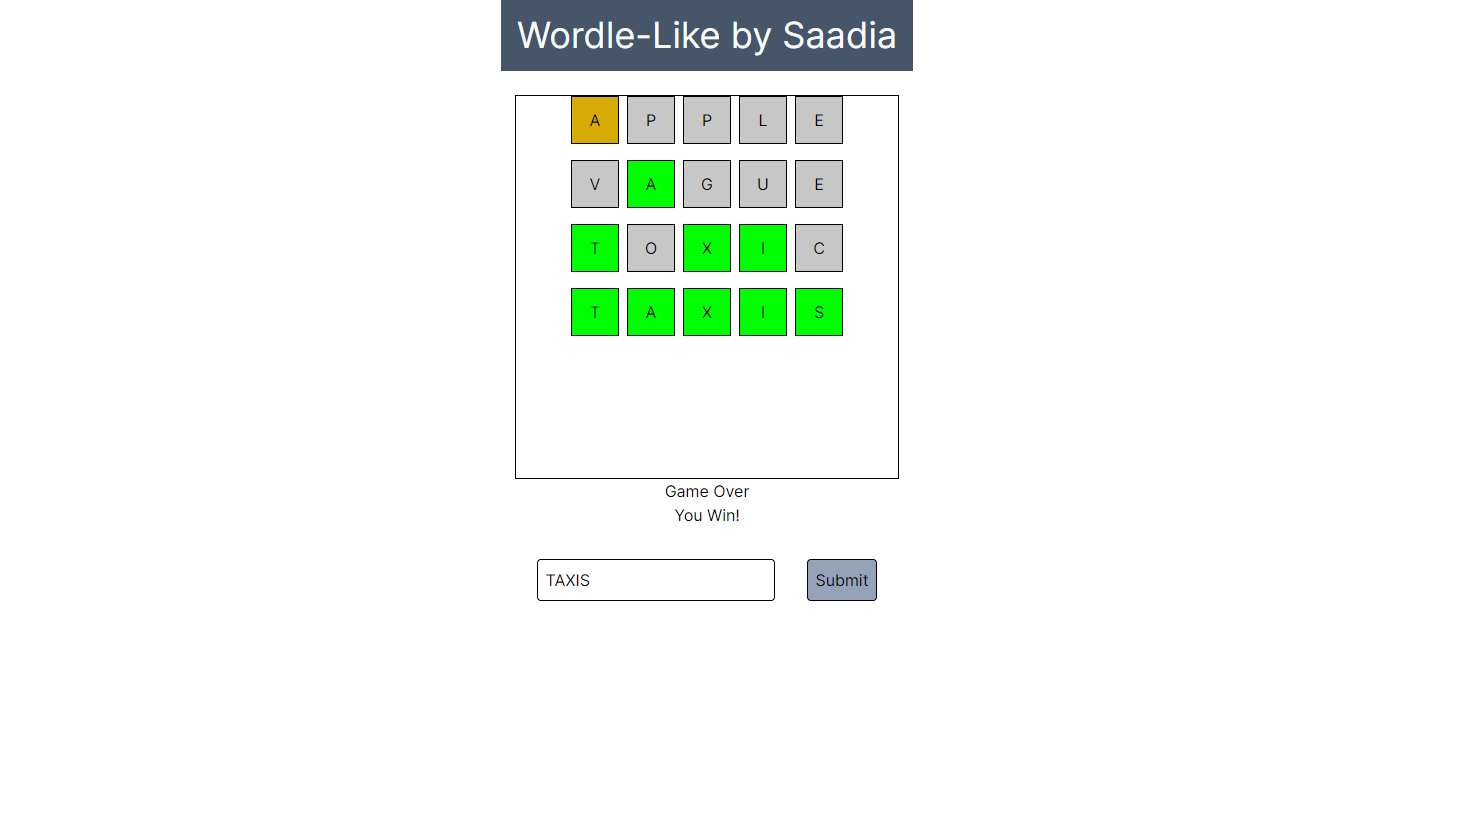 Wordle-Like by Saadia
A P P L E
V A G U E
T O X I C
T A X I S
Game Over
You Win!
TAXIS Submit